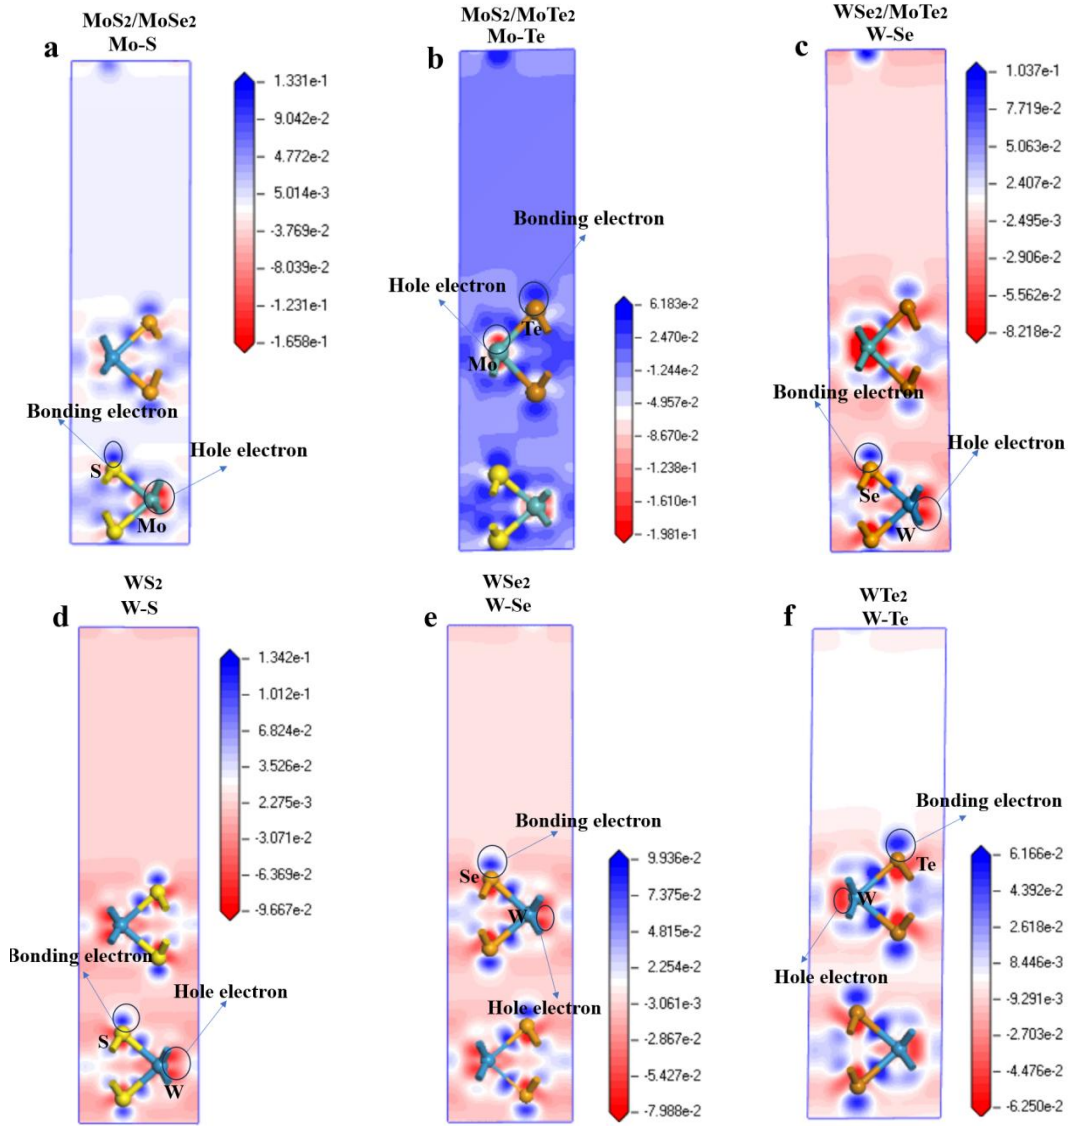 MoS2/MoSe2
Mo-S
a
1.331e-1
9.042e-2
4.772e-2
5.014e-3
-3.769e-2
-8.039e-2
-1.231e-1
-1.658e-1
Bonding electron
Hole electron
S
Mo
MoS2/MoTe2
Mo-Te
b
Bonding electron
Hole electron
Te
Mo
6.183e-2
2.470e-2
-1.244e-2
-4.957e-2
-8.670e-2
-1.238e-1
-1.610e-1
-1.981e-1
WSe2/MoTe2
W-Se
c
1.037e-1
7.719e-2
5.063e-2
2.407e-2
-2.495e-3
-2.905e-2
-5.562e-2
-8.218e-2
Bonding electron
Hole electron
Se
W
WS2
W-S
d
1.342e-1
1.012e-1
6.824e-2
3.526e-2
2.275e-3
-3.071e-2
-6.369e-2
-9.667e-2
Bonding electron
Hole electron
S
W
WSe2
W-Se
e
Bonding electron
Se
W
Hole electron
9.936e-2
7.375e-2
4.815e-2
2.254e-2
-3.061e-3
-2.867e-2
-5.427e-2
-7.988e-2
WTe2
W-Te
f
Bonding electron
Te
W
Hole electron
6.166e-2
4.392e-2
2.618e-2
8.446e-3
-9.291e-3
-2.703e-2
-4.476e-2
-6.250e-2